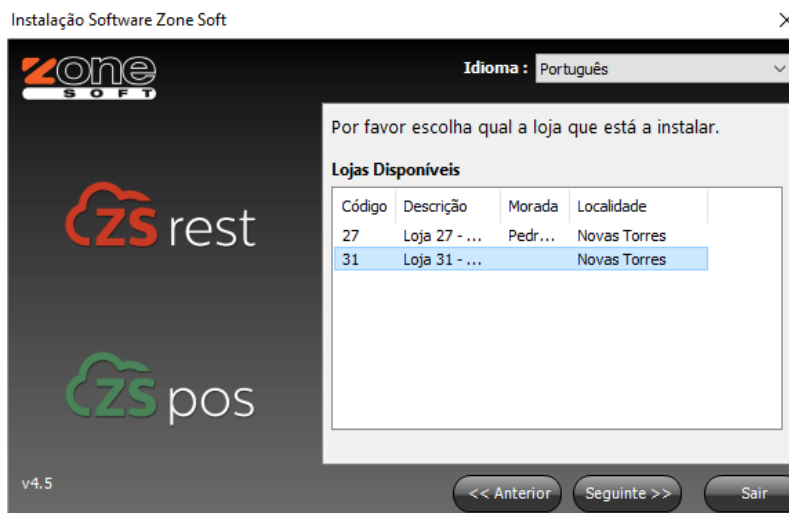 Instalação Software Zone Soft
zone
SOFT
Idioma : Português
Por favor escolha qual a loja que está a instalar.
Lojas Disponíveis
Código Descrição Morada Localidade
27 Loja 27 - ... Pedr... Novas Torres
31 Loja 31 - ... Novas Torres
zs rest
zs pos
v4.5
<< Anterior Seguinte >> Sair